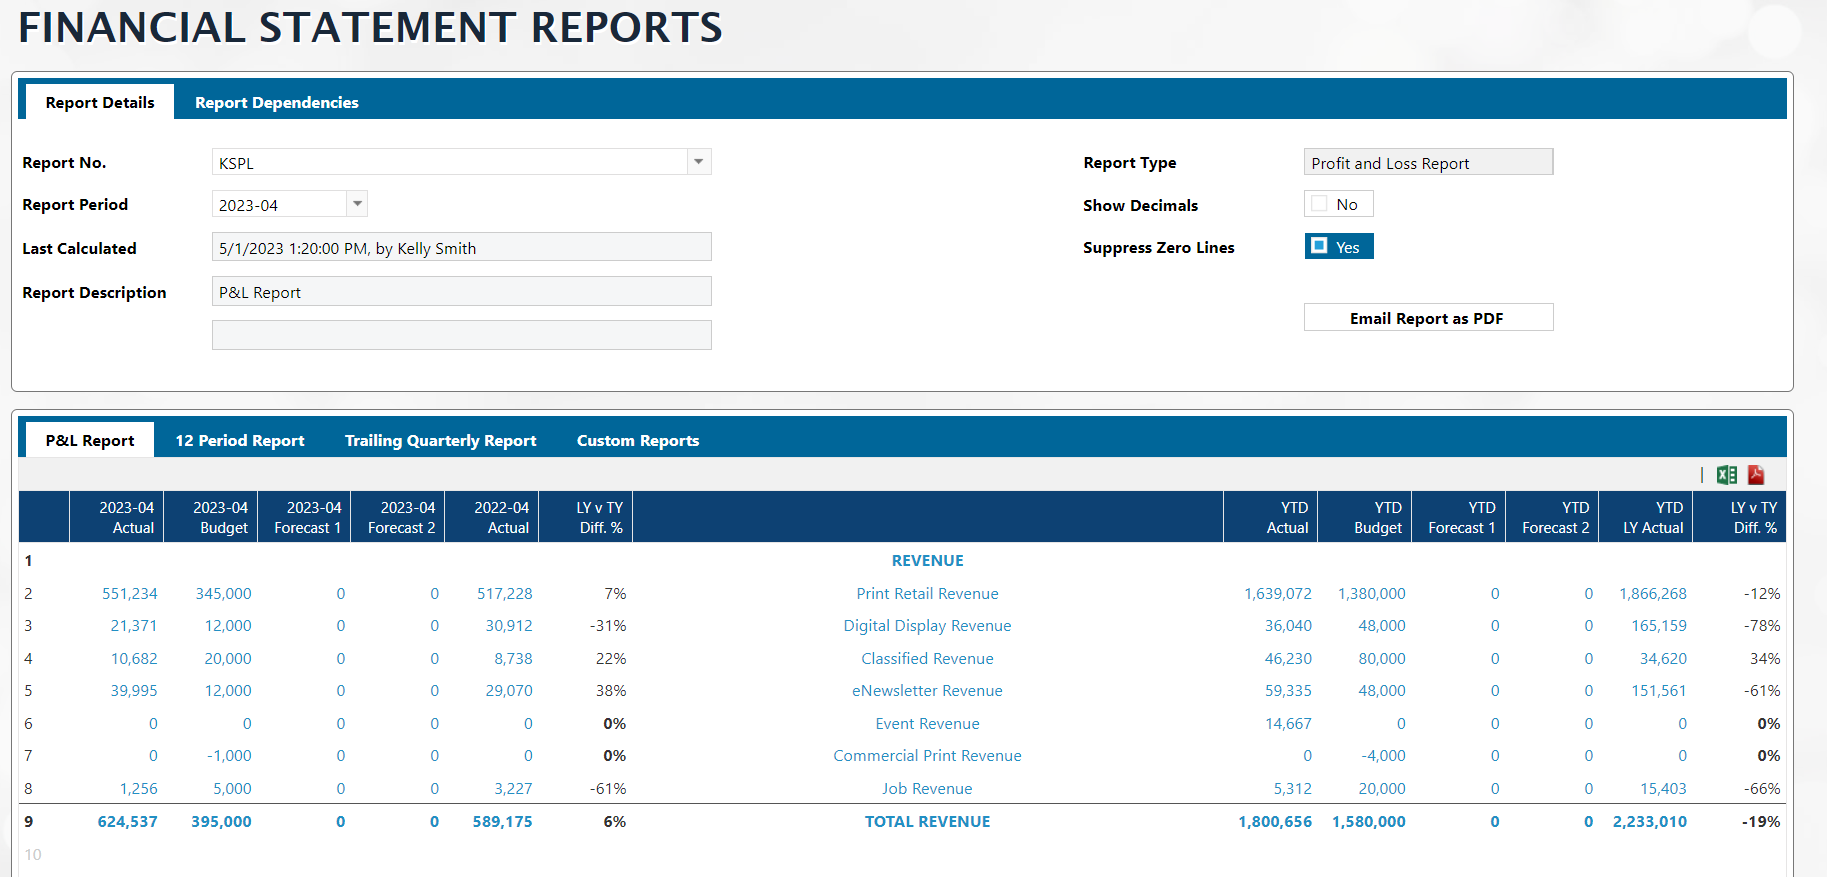 FINANCIAL STATEMENT REPORTS
Report Details Report Dependencies
Report No. KSPL Report Type Profit and Loss Report
Report Period 2023-04 Show Decimals No
Last Calculated 5/1/2023 1:20:00 PM, by Kelly Smith Suppress Zero Lines Yes
Report Description P&L Report
Email Report as PDF
P&L Report 12 Period Report Trailing Quarterly Report Custom Reports
2023-04 2023-04 2023-04 2023-04 2022-04 LY v TY YTD YTD YTD YTD YTD LY v TY
Actual Budget Forecast 1 Forecast 2 Actual Diff. % Actual Budget Forecast 1 Forecast 2 LY Actual Diff. %
1 REVENUE
2 551,234 345,000 0 0 517,228 7% Print Retail Revenue 1,639,072 1,380,000 0 0 1,866,268 -12%
3 21,371 12,000 0 0 30,912 -31% Digital Display Revenue 36,040 48,000 0 0 165,159 -78%
4 10,682 20,000 0 0 8,738 22% Classified Revenue 46,230 80,000 0 0 34,620 34%
5 39,995 12,000 0 0 29,070 38% eNewsletter Revenue 59,335 48,000 0 0 151,561 -61%
6 0 0 0 0 0 0% Event Revenue 14,667 0 0 0 0 0%
7 0 -1,000 0 0 0 0% Commercial Print Revenue 0 -4,000 0 0 0 0%
8 1,256 5,000 0 0 3,227 -61% Job Revenue 5,312 20,000 0 0 15,403 -66%
9 624,537 395,000 0 0 589,175 6% TOTAL REVENUE 1,800,656 1,580,000 0 0 2,233,010 -19%
10